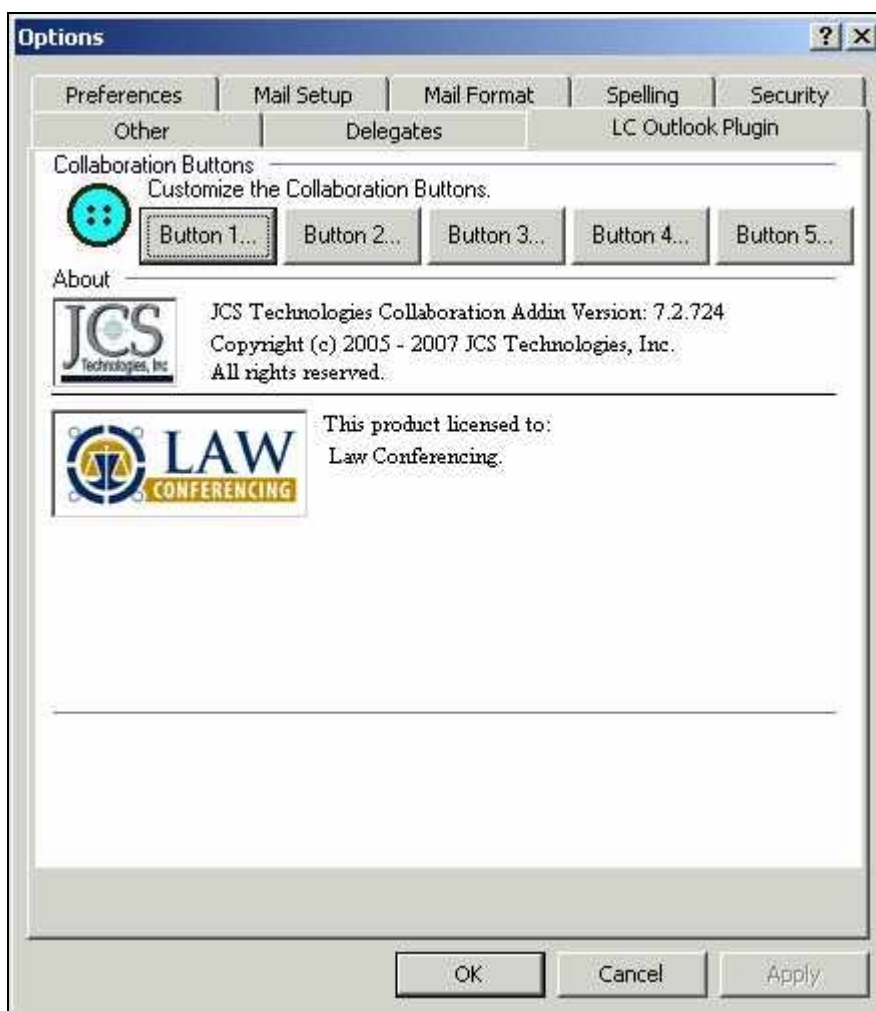 Options
Preferences Mail Setup Mail Format Spelling Security
Other Delegates LC Outlook Plugin
Collaboration Buttons
Customize the Collaboration Buttons.
Button 1... Button 2... Button 3... Button 4... Button 5...
About
JCS
Technologies, Inc
JCS Technologies Collaboration Addin Version: 7.2.724
Copyright (c) 2005 - 2007 JCS Technologies, Inc.
All rights reserved.
LAW
CONFERENCING
This product licensed to:
Law Conferencing.
OK Cancel Apply